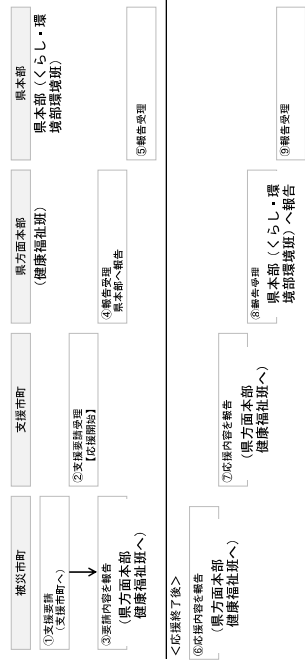 被災市町
支援市町
県方面本部
(健康福祉班)
県本部
県本部（くらし・環
境部環境班）
①支援要請
（支援市町へ）
②支援要請受理
【応援開始】
③要請内容を報告
(県方面本部
健康福祉班へ)
④報告受理
県本部へ報告
⑤報告受理
＜応援終了後＞
⑥応援内容を報告
(県方面本部
健康福祉班へ)
⑦応援内容を報告
(県方面本部
健康福祉班へ)
⑧報告受理
県本部（くらし・環
境部環境班）へ報告
⑨報告受理